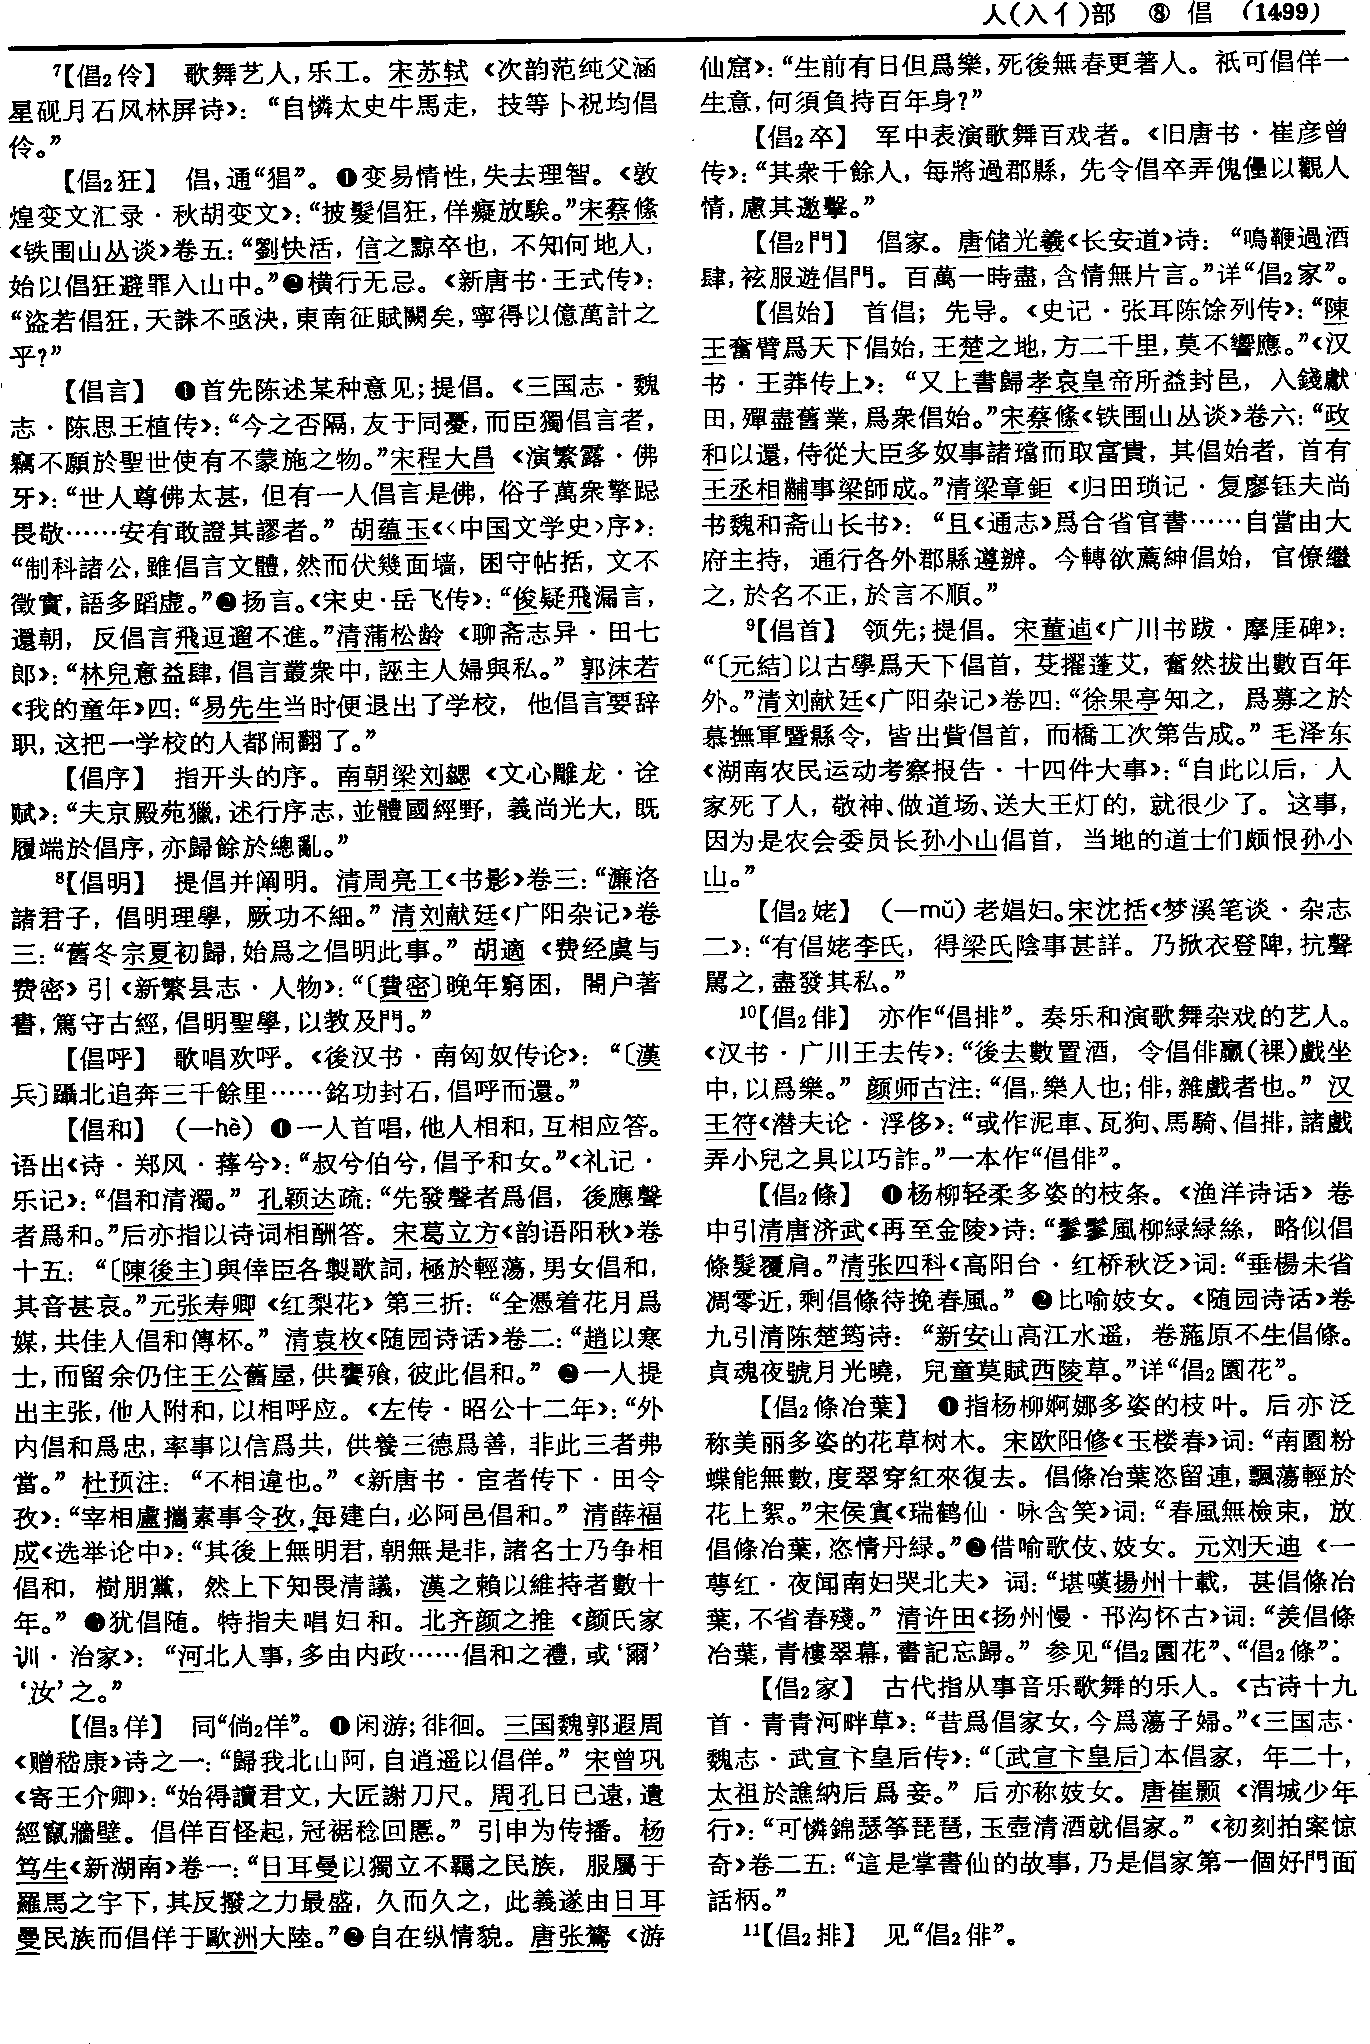 人(入亻)部 ⑧ 倡 (1499)
⁷【倡₂伶】 歌舞艺人,乐工。宋苏轼《次韵范纯父涵
星砚月石风林屏诗》：“自憐太史牛馬走，技等卜祝均倡
伶。”
【倡₂狂】 倡,通“猖”。❶变易情性,失去理智。《敦
煌变文汇录·秋胡变文》：“披髮倡狂,佯癡放騃。”宋蔡絛
《铁围山丛谈》卷五：“劉快活，信之黥卒也，不知何地人，
始以倡狂避罪入山中。”❷横行无忌。《新唐书·王式传》：
“盜若倡狂,天誅不亟決,東南征賦闕矣,寧得以億萬計之
乎？”
【倡言】 ❶首先陈述某种意见；提倡。《三国志·魏
志·陈思王植传》：“今之否隔,友于同憂,而臣獨倡言者，
竊不願於聖世使有不蒙施之物。”宋程大昌《演繁露·佛
牙》：“世人尊佛太甚，但有一人倡言是佛，俗子萬衆擎跽
畏敬……安有敢證其謬者。”胡蕴玉《〈中国文学史〉序》：
“制科諸公,雖倡言文體,然而伏幾面墙，困守帖括，文不
徵實,語多蹈虛。”❷扬言。《宋史·岳飞传》：“俊疑飛漏言，
還朝，反倡言飛逗遛不進。”清蒲松龄《聊斋志异·田七
郎》：“林兒意益肆,倡言叢衆中,誣主人婦與私。”郭沫若
《我的童年》四：“易先生当时便退出了学校，他倡言要辞
职,这把一学校的人都闹翻了。”
【倡序】 指开头的序。南朝梁刘勰《文心雕龙·诠
赋》：“夫京殿苑獵,述行序志,並體國經野，義尚光大，既
履端於倡序,亦歸餘於總亂。”
⁸【倡明】 提倡并阐明。清周亮工《书影》卷三：“濂洛
諸君子，倡明理學，厥功不細。”清刘献廷《广阳杂记》卷
三：“舊冬宗夏初歸,始爲之倡明此事。”胡適《费经虞与
费密》引《新繁县志·人物》：“〔費密〕晚年窮困，閤户著
書,篤守古經,倡明聖學,以教及門。”
【倡呼】 歌唱欢呼。《後汉书·南匈奴传论》：“〔漢
兵〕躡北追奔三千餘里……銘功封石,倡呼而還。”
【倡和】 (—hè) ❶一人首唱,他人相和,互相应答。
语出《诗·郑风·萚兮》：“叔兮伯兮,倡予和女。”《礼记·
乐记》：“倡和清濁。”孔颖达疏：“先發聲者爲倡，後應聲
者爲和。”后亦指以诗词相酬答。宋葛立方《韵语阳秋》卷
十五：“〔陳後主〕與倖臣各製歌詞,極於輕蕩,男女倡和，
其音甚哀。”元张寿卿《红梨花》第三折：“全憑着花月爲
媒,共佳人倡和傳杯。”清袁枚《随园诗话》卷二：“趙以寒
士,而留余仍住王公舊屋,供饔飧,彼此倡和。”❷一人提
出主张,他人附和,以相呼应。《左传·昭公十二年》：“外
内倡和爲忠,率事以信爲共，供養三德爲善，非此三者弗
當。”杜预注：“不相違也。”《新唐书·宦者传下·田令
孜》：“宰相盧攜素事令孜,每建白,必阿邑倡和。”清薛福
成《选举论中》：“其後上無明君,朝無是非,諸名士乃争相
倡和，樹朋黨，然上下知畏清議，漢之賴以維持者數十
年。”❸犹倡随。特指夫唱妇和。北齐颜之推《颜氏家
训·治家》：“河北人事,多由内政……倡和之禮,或‘爾’
‘汝’之。”
【倡₃佯】 同“倘₂佯”。❶闲游；徘徊。三国魏郭遐周
《赠嵇康》诗之一：“歸我北山阿,自逍遥以倡佯。”宋曾巩
《寄王介卿》：“始得讀君文,大匠謝刀尺。周孔日已遠,遺
經竄牆壁。倡佯百怪起,冠裾稔回慝。”引申为传播。杨
笃生《新湖南》卷一：“日耳曼以獨立不羈之民族，服屬于
羅馬之宇下,其反撥之力最盛，久而久之，此義遂由日耳
曼民族而倡佯于歐洲大陸。”❷自在纵情貌。唐张鷟《游
仙窟》：“生前有日但爲樂,死後無春更著人。祇可倡佯一
生意,何須負持百年身？”
【倡₂卒】 军中表演歌舞百戏者。《旧唐书·崔彦曾
传》：“其衆千餘人，每將過郡縣，先令倡卒弄傀儡以觀人
情,慮其邀擊。”
【倡₂門】 倡家。唐储光羲《长安道》诗：“鳴鞭過酒
肆,袨服遊倡門。百萬一時盡,含情無片言。”详“倡₂家”。
【倡始】 首倡；先导。《史记·张耳陈馀列传》：“陳
王奮臂爲天下倡始,王楚之地,方二千里,莫不響應。”《汉
书·王莽传上》：“又上書歸孝哀皇帝所益封邑，入錢獻
田,殫盡舊業,爲衆倡始。”宋蔡絛《铁围山丛谈》卷六：“政
和以還,侍從大臣多奴事諸璫而取富貴，其倡始者，首有
王丞相黼事梁師成。”清梁章鉅《归田琐记·复廖钰夫尚
书魏和斋山长书》：“且《通志》爲合省官書……自當由大
府主持，通行各外郡縣遵辦。今轉欲薦紳倡始，官僚繼
之,於名不正,於言不順。”
⁹【倡首】 领先；提倡。宋董逌《广川书跋·摩厓碑》：
“〔元結〕以古學爲天下倡首，芟擢蓬艾，奮然拔出數百年
外。”清刘献廷《广阳杂记》卷四：“徐果亭知之，爲募之於
慕撫軍暨縣令，皆出貲倡首，而橋工次第告成。”毛泽东
《湖南农民运动考察报告·十四件大事》：“自此以后，人
家死了人，敬神、做道场、送大王灯的，就很少了。这事，
因为是农会委员长孙小山倡首，当地的道士们颇恨孙小
山。”
【倡₂姥】 (—mǔ) 老娼妇。宋沈括《梦溪笔谈·杂志
二》：“有倡姥李氏，得梁氏陰事甚詳。乃掀衣登陴,抗聲
駡之,盡發其私。”
¹⁰【倡₂俳】 亦作“倡排”。奏乐和演歌舞杂戏的艺人。
《汉书·广川王去传》：“後去數置酒，令倡俳臝(裸)戲坐
中,以爲樂。”颜师古注：“倡,樂人也；俳,雜戲者也。”汉
王符《潜夫论·浮侈》：“或作泥車、瓦狗、馬騎、倡排,諸戲
弄小兒之具以巧詐。”一本作“倡俳”。
【倡₂條】 ❶杨柳轻柔多姿的枝条。《渔洋诗话》卷
中引清唐济武《再至金陵》诗：“鬖鬖風柳緑緑絲，略似倡
條髮覆肩。”清张四科《高阳台·红桥秋泛》词：“垂楊未省
凋零近,剩倡條待挽春風。”❷比喻妓女。《随园诗话》卷
九引清陈楚筠诗：“新安山高江水遥，卷葹原不生倡條。
貞魂夜號月光曉，兒童莫賦西陵草。”详“倡₂園花”。
【倡₂條冶葉】 ❶指杨柳婀娜多姿的枝叶。后亦泛
称美丽多姿的花草树木。宋欧阳修《玉楼春》词：“南園粉
蝶能無數,度翠穿紅來復去。倡條冶葉恣留連,飄蕩輕於
花上絮。”宋侯寘《瑞鹤仙·咏含笑》词：“春風無檢束，放
倡條冶葉,恣情丹緑。”❷借喻歌伎、妓女。元刘天迪《一
萼红·夜闻南妇哭北夫》词：“堪嘆揚州十載，甚倡條冶
葉,不省春殘。”清许田《扬州慢·邗沟怀古》词：“羨倡條
冶葉,青樓翠幕,書記忘歸。”参见“倡₂園花”、“倡₂條”。
【倡₂家】 古代指从事音乐歌舞的乐人。《古诗十九
首·青青河畔草》：“昔爲倡家女,今爲蕩子婦。”《三国志·
魏志·武宣卞皇后传》：“〔武宣卞皇后〕本倡家，年二十，
太祖於譙納后爲妾。”后亦称妓女。唐崔颢《渭城少年
行》：“可憐錦瑟筝琵琶,玉壺清酒就倡家。”《初刻拍案惊
奇》卷二五：“這是掌書仙的故事,乃是倡家第一個好門面
話柄。”
¹¹【倡₂排】 见“倡₂俳”。